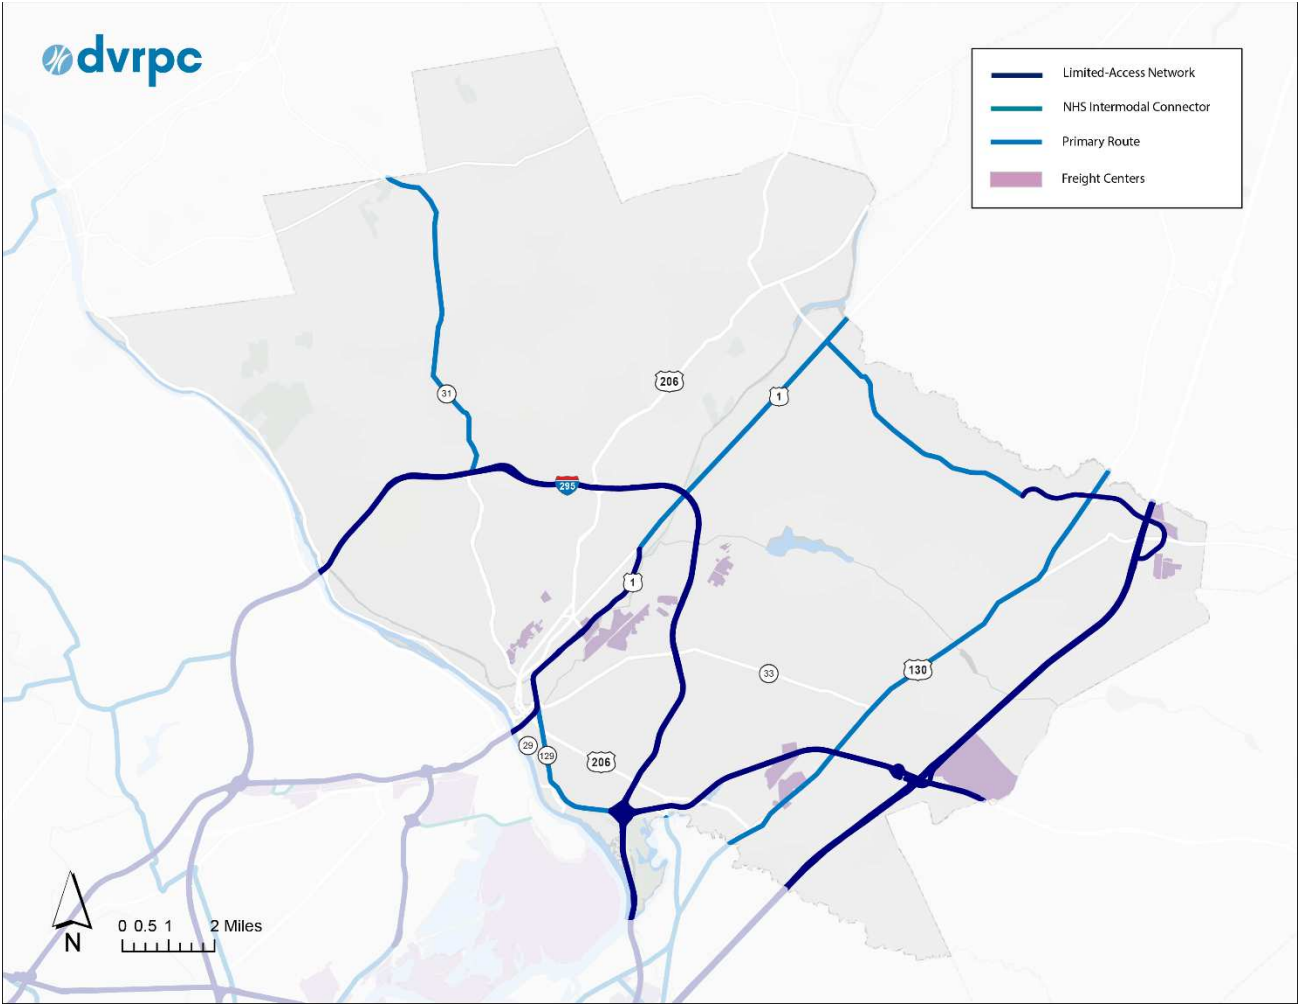 dvrpc
Limited-Access Network
NHS Intermodal Connector
Primary Route
Freight Centers
206
1
31
295
1
130
33
29
129
206
0 0.5 1 2 Miles
N